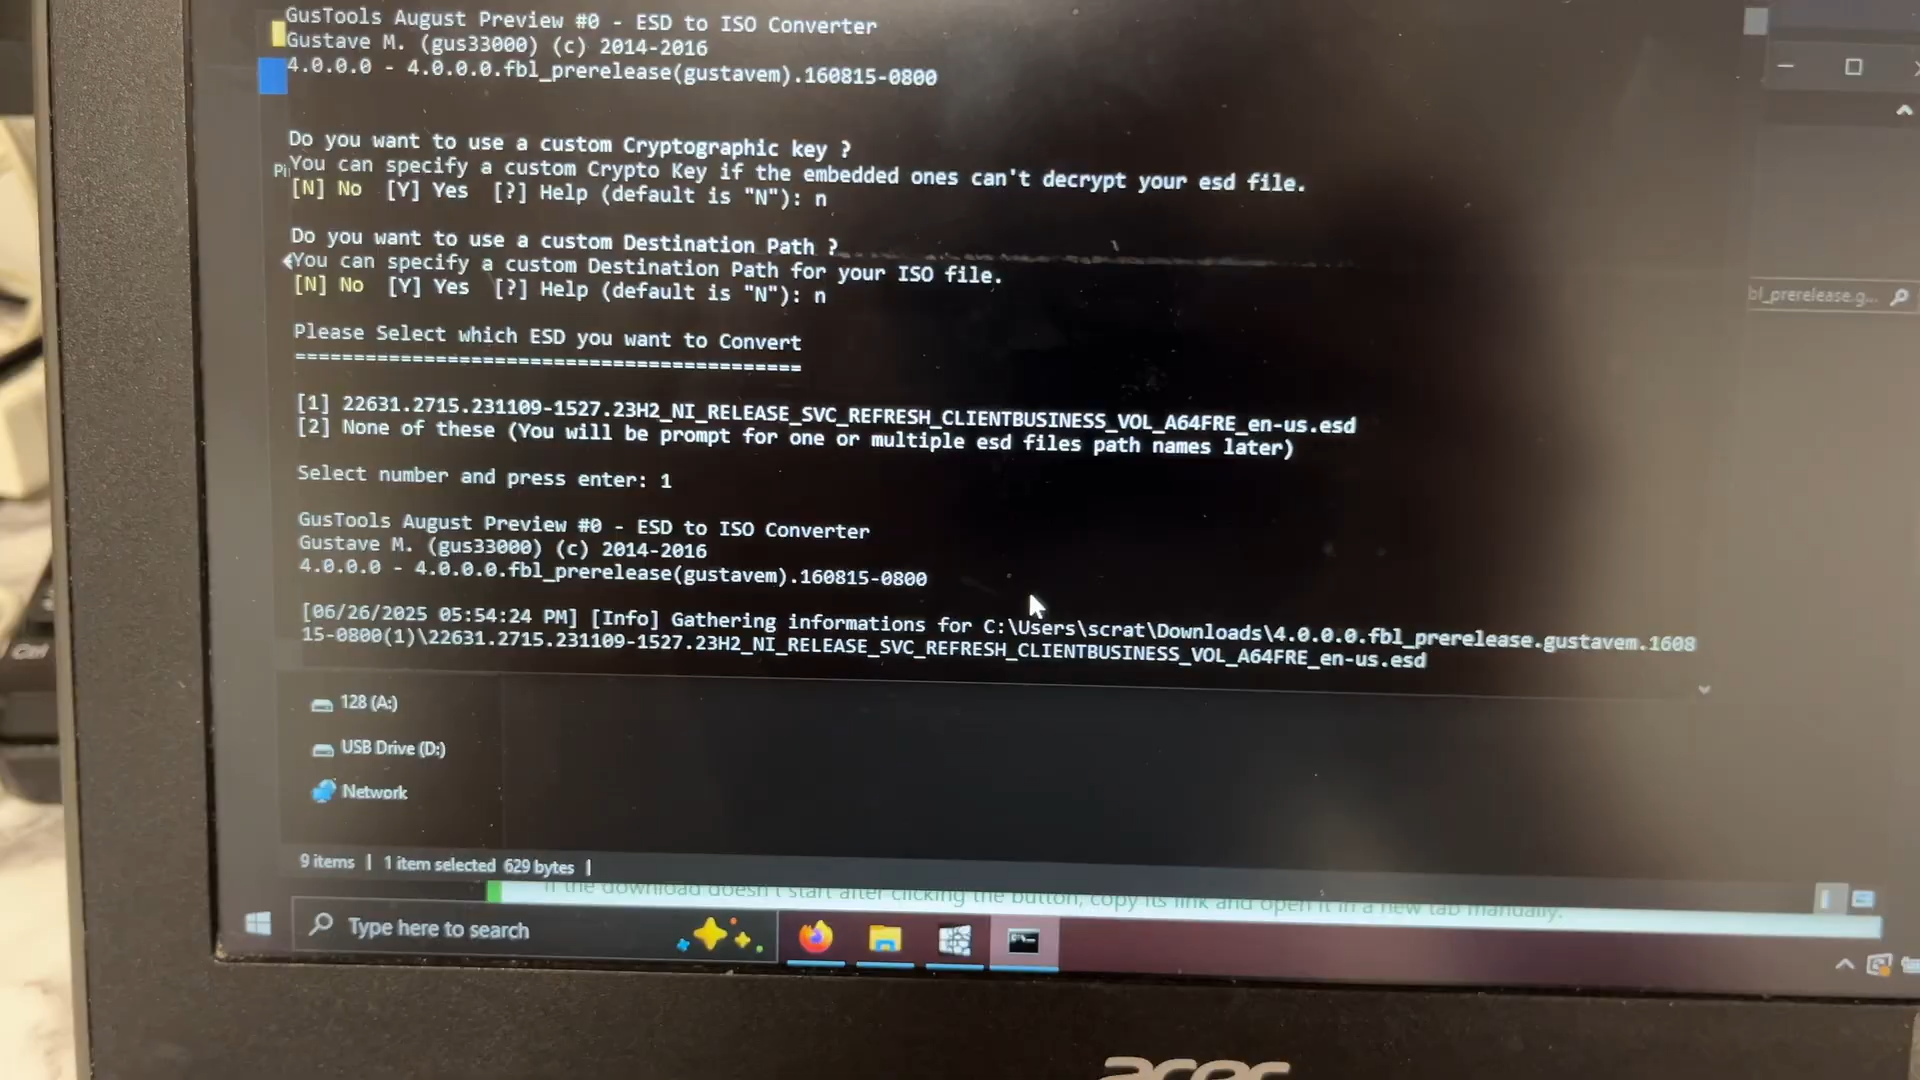 GusTools August Preview #0 - ESD to ISO Converter
Gustave M. (gus33000) (c) 2014-2016
4.0.0.0 - 4.0.0.0.fbl_prerelease(gustavem).160815-0800
Do you want to use a custom Cryptographic key ?
You can specify a custom Crypto Key if the embedded ones can't decrypt your esd file.
[N] No [Y] Yes [?] Help (default is "N"): n
Do you want to use a custom Destination Path ?
You can specify a custom Destination Path for your ISO file.
[N] No [Y] Yes [?] Help (default is "N"): n
bl_prerelease.g...
Please Select which ESD you want to Convert
===========================================
[1] 22631.2715.231109-1527.23H2_NI_RELEASE_SVC_REFRESH_CLIENTBUSINESS_VOL_A64FRE_en-us.esd
[2] None of these (You will be prompt for one or multiple esd files path names later)
Select number and press enter: 1
GusTools August Preview #0 - ESD to ISO Converter
Gustave M. (gus33000) (c) 2014-2016
4.0.0.0 - 4.0.0.0.fbl_prerelease(gustavem).160815-0800
[06/26/2025 05:54:24 PM] [Info] Gathering informations for C:\Users\scrat\Downloads\4.0.0.0.fbl_prerelease.gustavem.1608
15-0800(1)\22631.2715.231109-1527.23H2_NI_RELEASE_SVC_REFRESH_CLIENTBUSINESS_VOL_A64FRE_en-us.esd
128 (A:)
USB Drive (D:)
Network
9 items | 1 item selected 629 bytes |
If the download doesn't start after clicking the button, copy its link and open it in a new tab manually.
Type here to search
Ctrl
acer